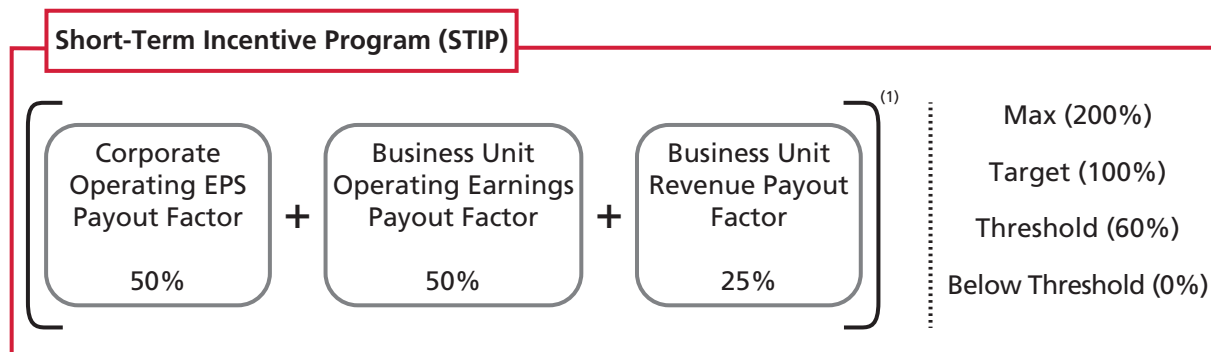 Short-Term Incentive Program (STIP)
Corporate
Operating EPS
Payout Factor
50%
+
Business Unit
Operating Earnings
Payout Factor
50%
+
Business Unit
Revenue Payout
Factor
25%
(1)
Max (200%)
Target (100%)
Threshold (60%)
Below Threshold (0%)